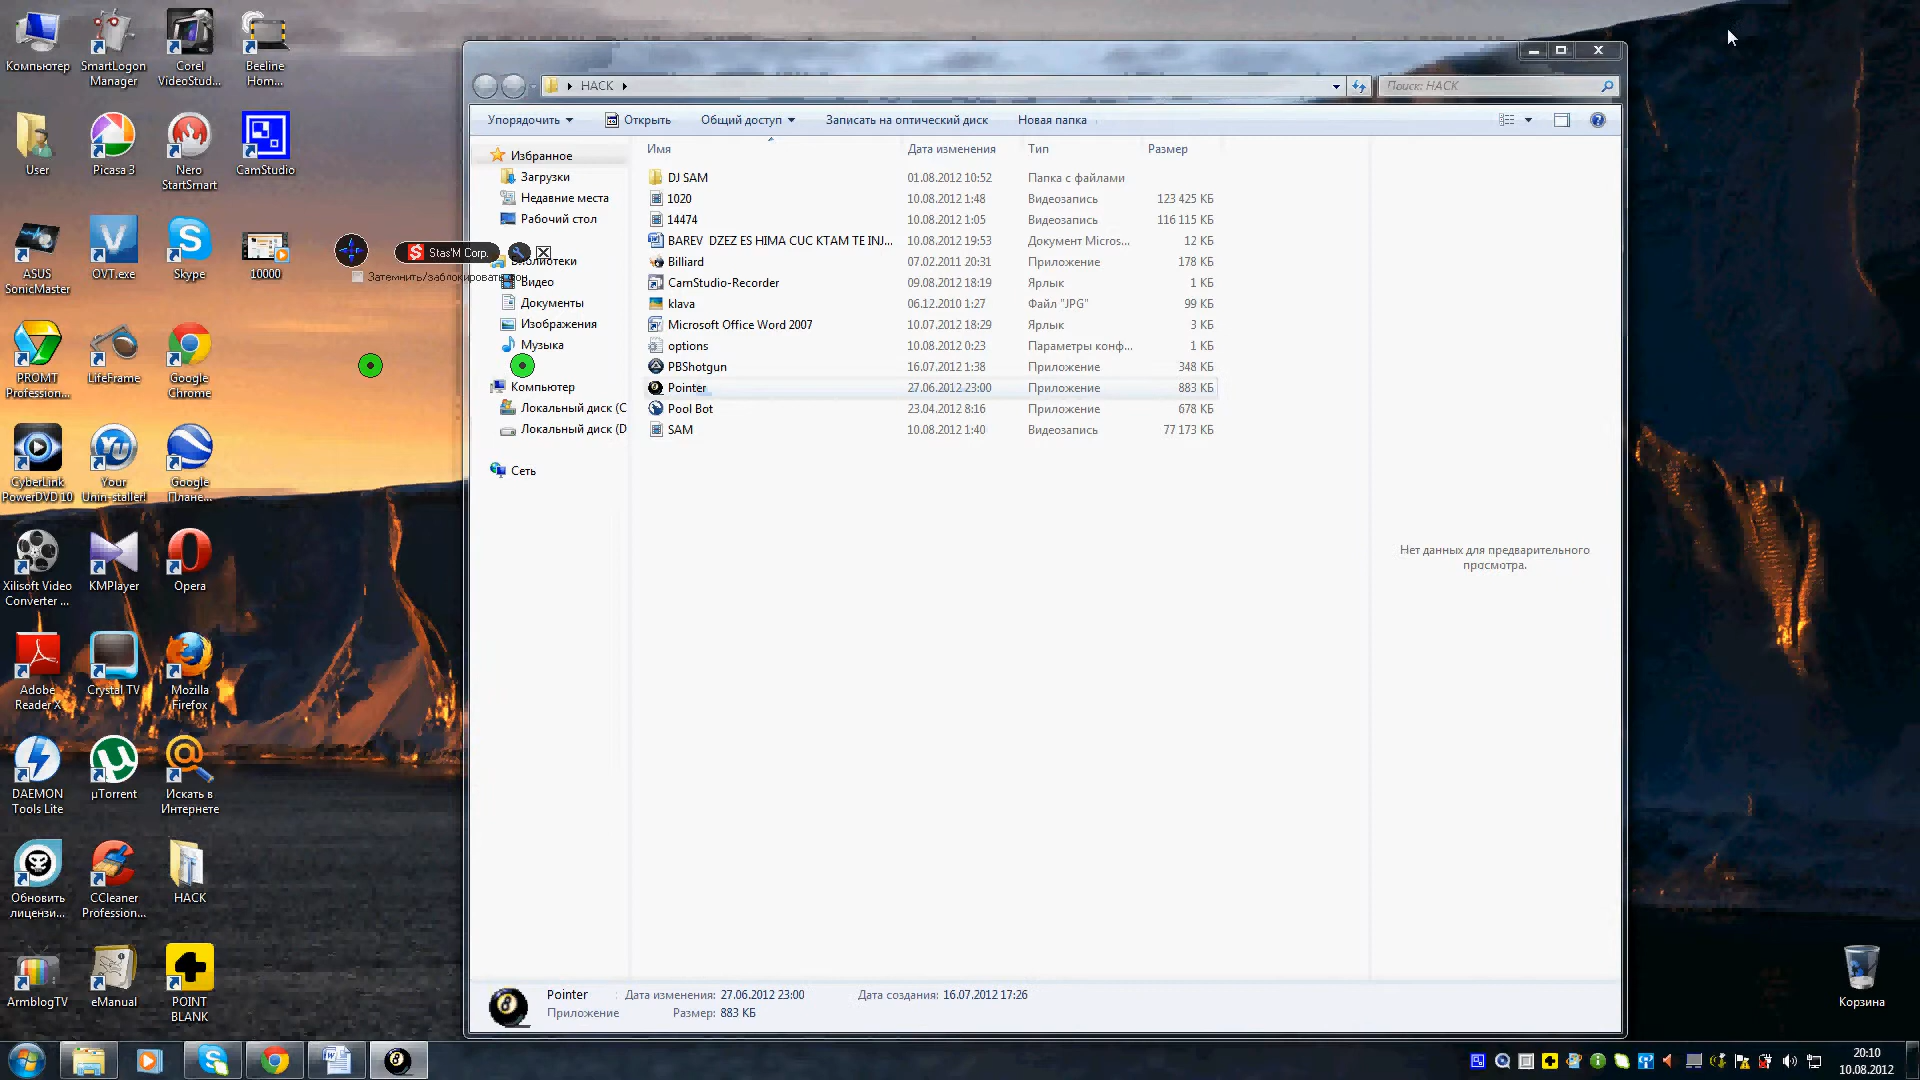 Компьютер
SmartLogon
Manager
Corel
VideoStud...
Beeline
Hom...
User
Picasa 3
Nero
StartSmart
CamStudio
ASUS
SonicMaster
OVT.exe
Skype
10000
PROMT
Profession...
LifeFrame
Google
Chrome
CyberLink
PowerDVD 10
Your
Unin-staller!
Google
Плане...
Xilisoft Video
Converter ...
KMPlayer
Opera
Adobe
Reader X
Crystal TV
Mozilla
Firefox
DAEMON
Tools Lite
µTorrent
Искать в
Интернете
Обновить
лицензи...
CCleaner
Profession...
HACK
ArmblogTV
eManual
POINT
BLANK
Stas'M Corp.
Затемнить/заблокировать фон
HACK
Поиск: HACK
Упорядочить
Открыть
Общий доступ
Записать на оптический диск
Новая папка
Избранное
Загрузки
Недавние места
Рабочий стол
Библиотеки
Видео
Документы
Изображения
Музыка
Компьютер
Локальный диск (C
Локальный диск (D
Сеть
Имя Дата изменения Тип Размер
DJ SAM 01.08.2012 10:52 Папка с файлами
1020 10.08.2012 1:48 Видеозапись 123 425 КБ
14474 10.08.2012 1:05 Видеозапись 116 115 КБ
BAREV DZEZ ES HIMA CUC KTAM TE INJ... 10.08.2012 19:53 Документ Micros... 12 КБ
Billiard 07.02.2011 20:31 Приложение 178 КБ
CamStudio-Recorder 09.08.2012 18:19 Ярлык 1 КБ
klava 06.12.2010 1:27 Файл "JPG" 99 КБ
Microsoft Office Word 2007 10.07.2012 18:29 Ярлык 3 КБ
options 10.08.2012 0:23 Параметры конф... 1 КБ
PBShotgun 16.07.2012 1:38 Приложение 348 КБ
Pointer 27.06.2012 23:00 Приложение 883 КБ
Pool Bot 23.04.2012 8:16 Приложение 678 КБ
SAM 10.08.2012 1:40 Видеозапись 77 173 КБ
Нет данных для предварительного
просмотра.
Pointer Дата изменения: 27.06.2012 23:00 Дата создания: 16.07.2012 17:26
Приложение Размер: 883 КБ
Корзина
20:10
10.08.2012